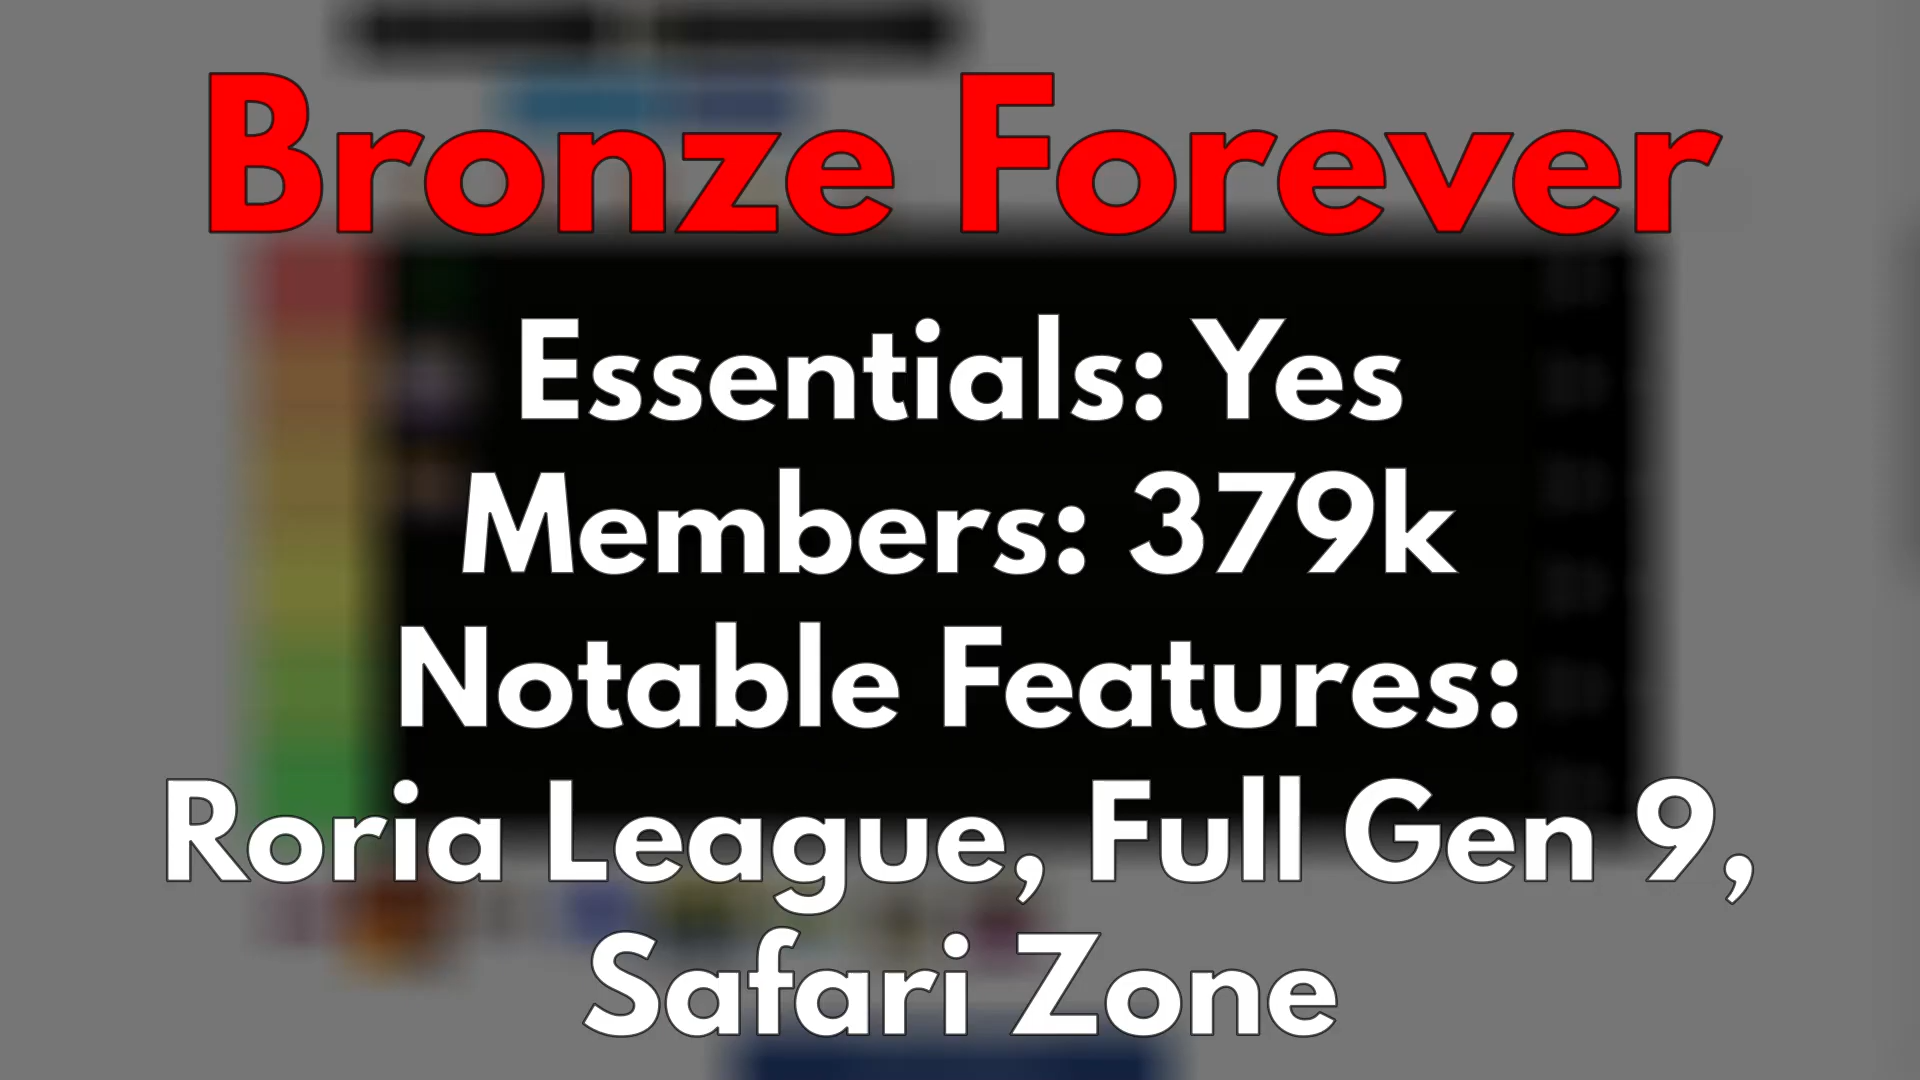 Bronze Forever
Essentials: Yes
Members: 379k
Notable Features:
Roria League, Full Gen 9,
Safari Zone